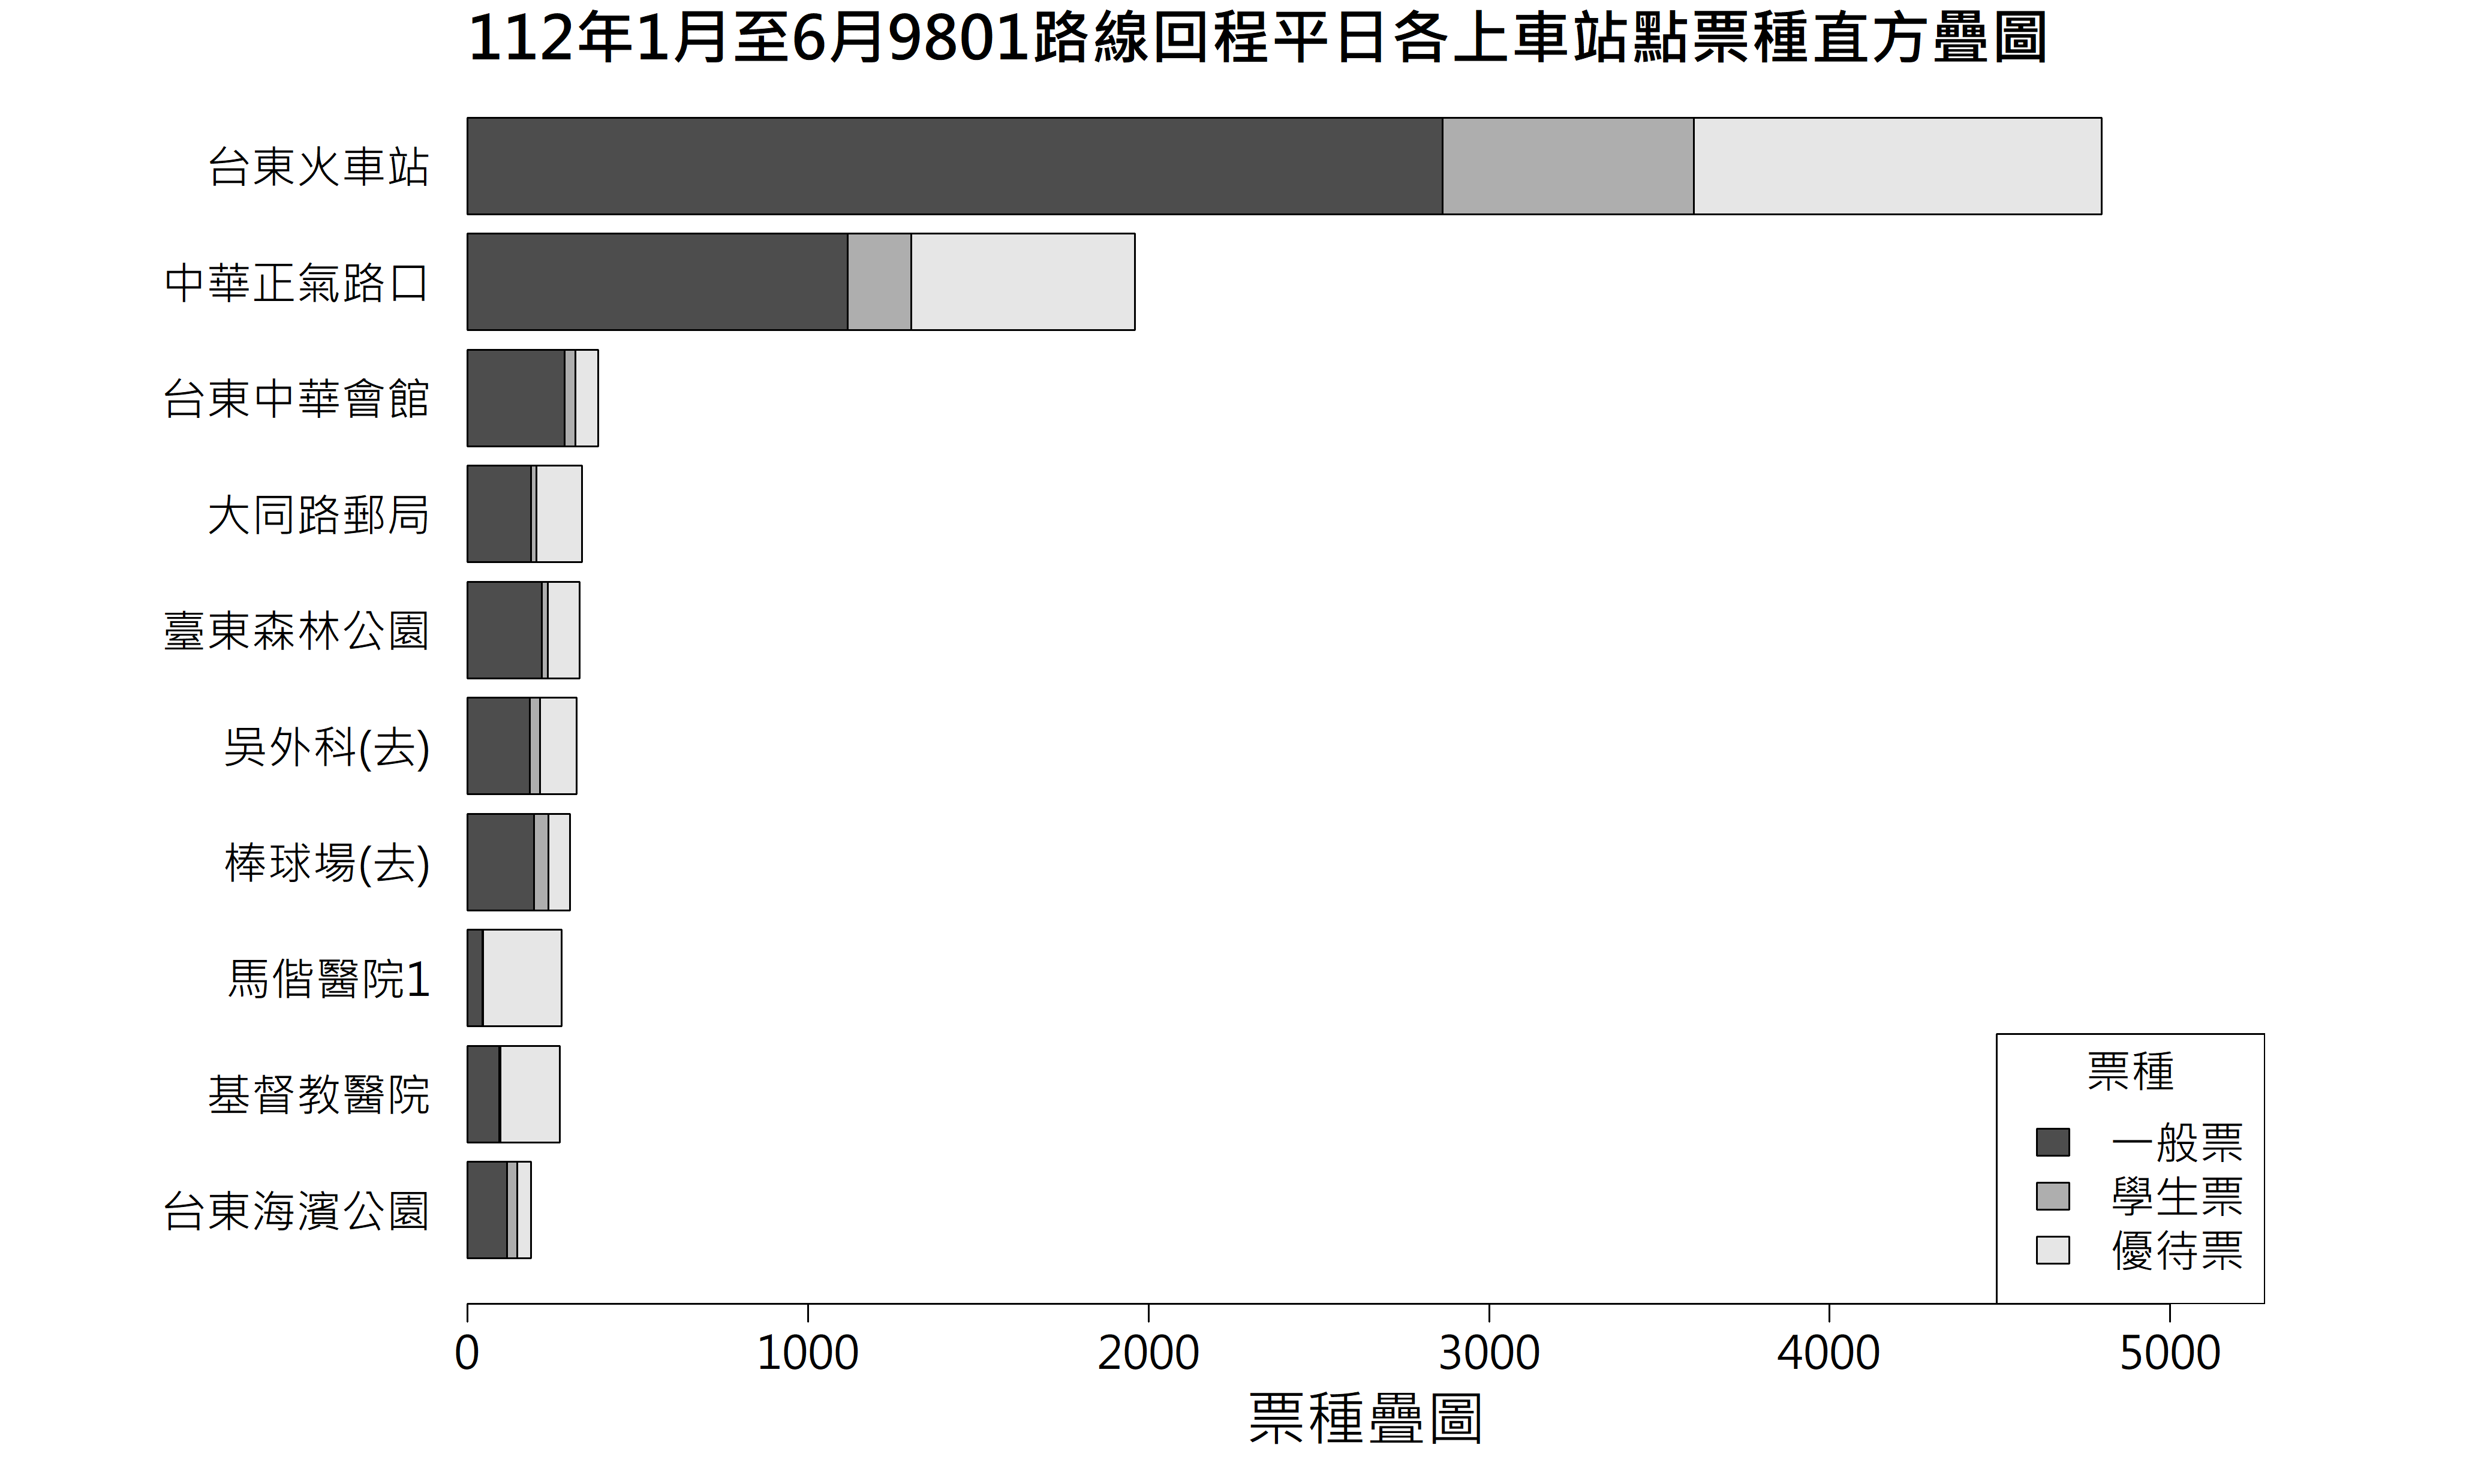 112年1月至6月9801路線回程平日各上車站點票種直方疊圖
台東火車站
中華正氣路口
台東中華會館
大同路郵局
臺東森林公園
吳外科(去)
棒球場(去)
馬偕醫院1
基督教醫院
台東海濱公園
票種
一般票
學生票
優待票
0 1000 2000 3000 4000 5000
票種疊圖